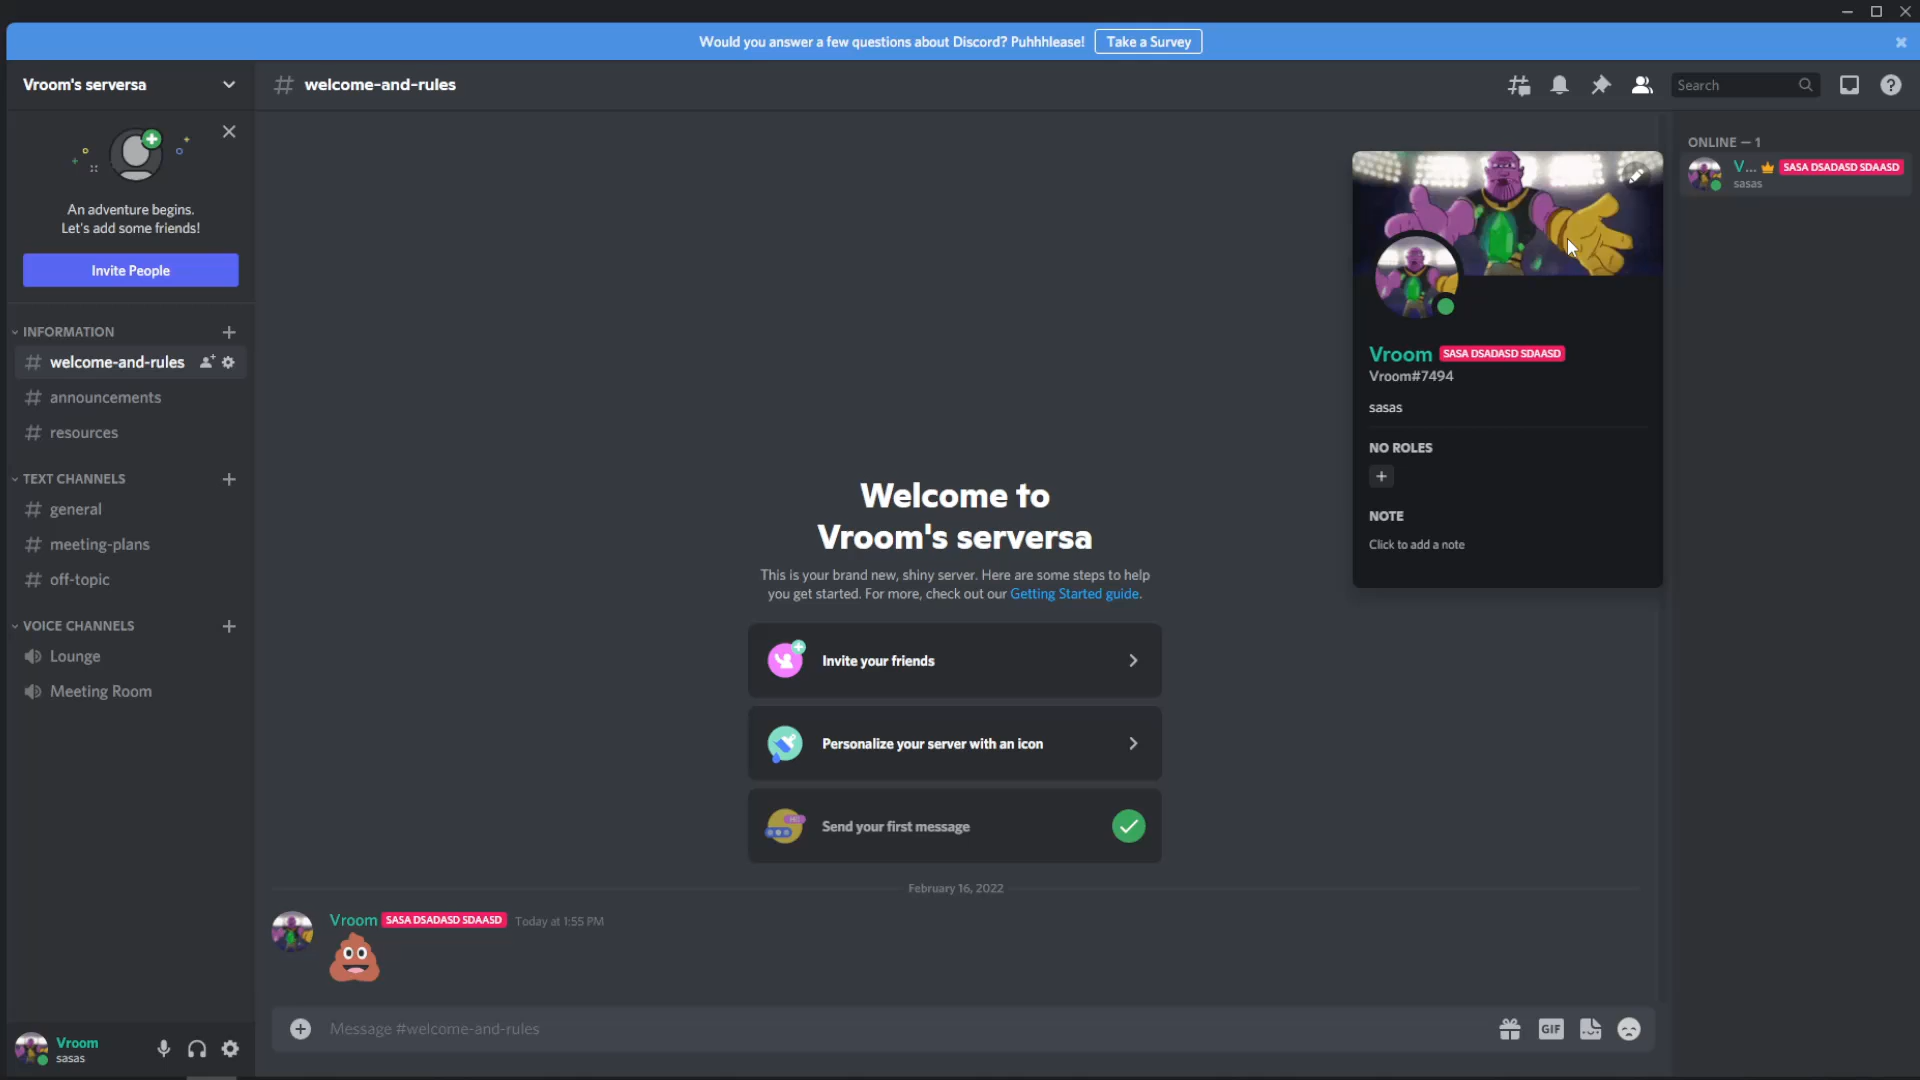 Would you answer a few questions about Discord? Puhhhlease! Take a Survey
Vroom's serversa
An adventure begins.
Let's add some friends!
Invite People
INFORMATION
welcome-and-rules
announcements
resources
TEXT CHANNELS
general
meeting-plans
off-topic
VOICE CHANNELS
Lounge
Meeting Room
Vroom
sasas
# welcome-and-rules
Search
Welcome to
Vroom's serversa
This is your brand new, shiny server. Here are some steps to help
you get started. For more, check out our Getting Started guide.
Invite your friends
Personalize your server with an icon
Send your first message
February 16, 2022
Vroom SASA DSADASD SDAASD Today at 1:55 PM
Message #welcome-and-rules
GIF
Vroom SASA DSADASD SDAASD
Vroom#7494
sasas
NO ROLES
NOTE
Click to add a note
ONLINE — 1
V... SASA DSADASD SDAASD
sasas